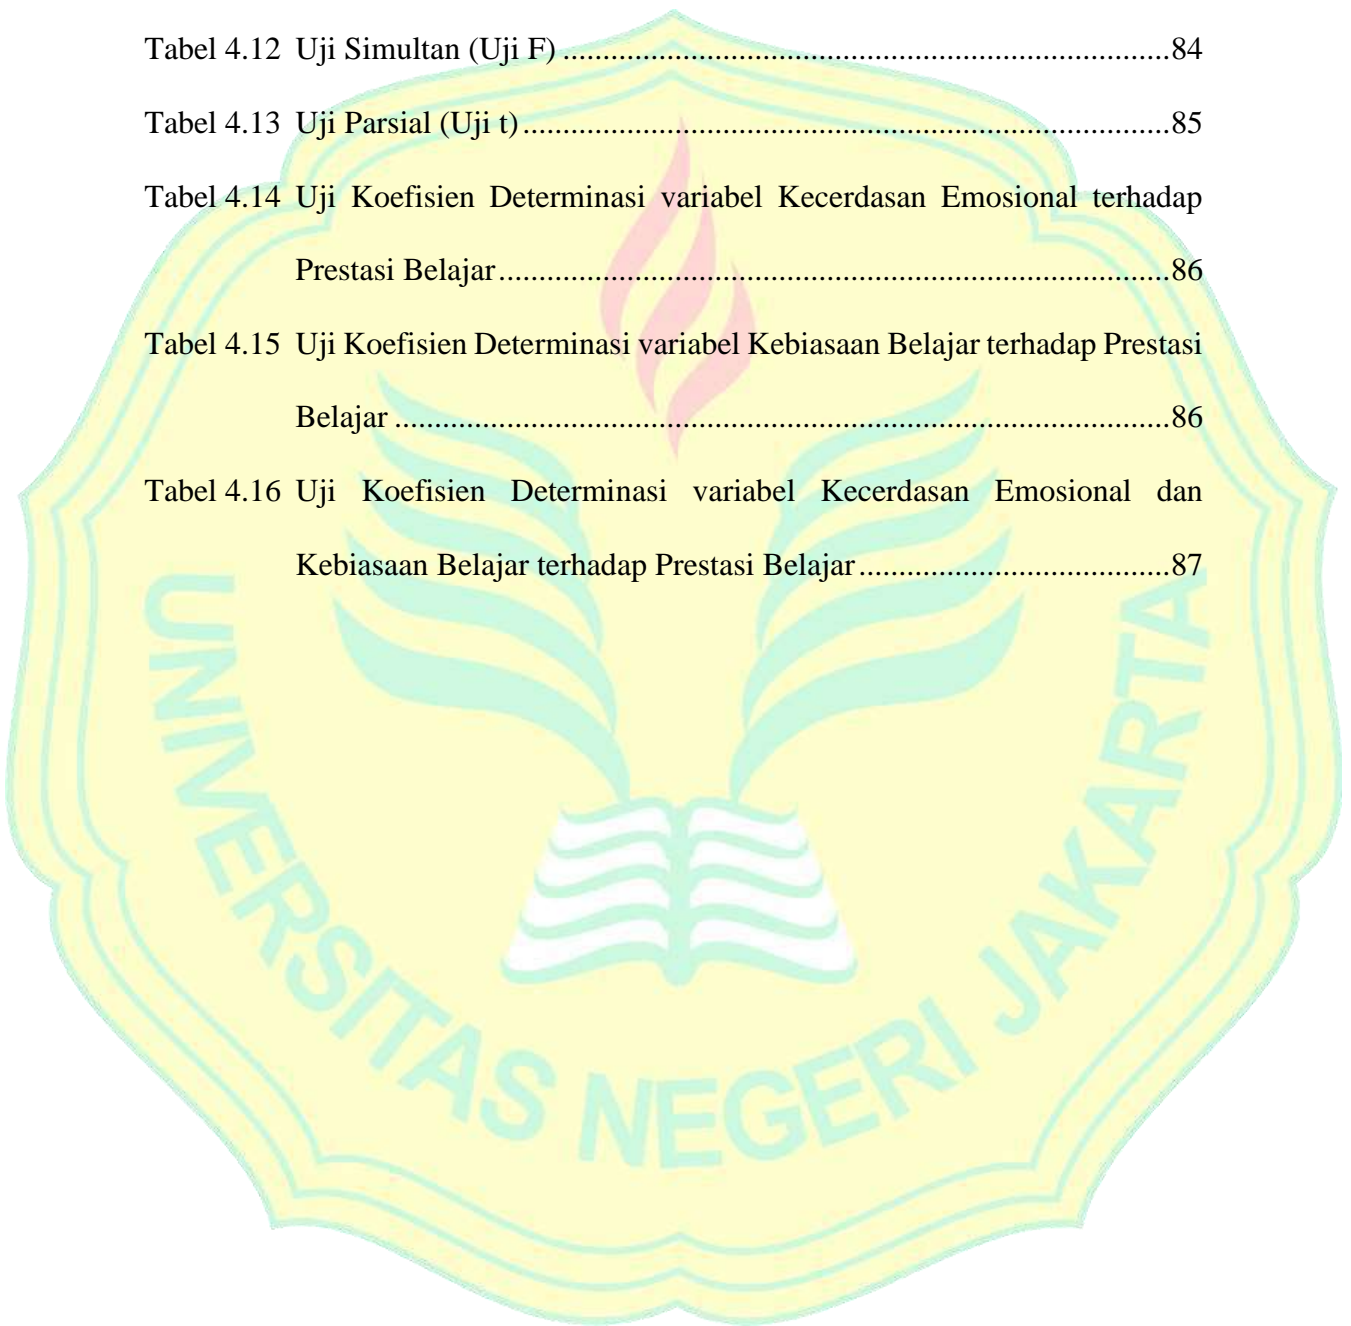 Tabel 4.12 Uji Simultan (Uji F) ............................................................................84
Tabel 4.13 Uji Parsial (Uji t) .................................................................................85
Tabel 4.14 Uji Koefisien Determinasi variabel Kecerdasan Emosional terhadap
Prestasi Belajar ....................................................................................86
Tabel 4.15 Uji Koefisien Determinasi variabel Kebiasaan Belajar terhadap Prestasi
Belajar .................................................................................................86
Tabel 4.16 Uji Koefisien Determinasi variabel Kecerdasan Emosional dan
Kebiasaan Belajar terhadap Prestasi Belajar .......................................87
UNIVERSITAS NEGERI JAKARTA